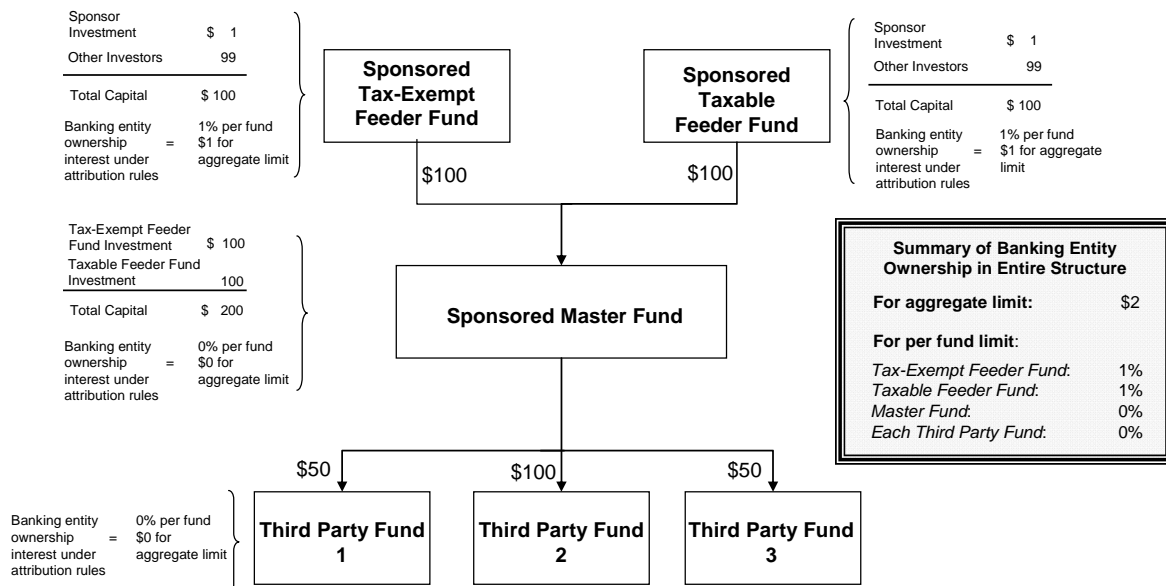 Sponsor
Investment $ 1
Other Investors 99
Total Capital $ 100
Banking entity 1% per fund
ownership = $1 for
interest under aggregate limit
attribution rules
Sponsored
Tax-Exempt
Feeder Fund
Sponsored
Taxable
Feeder Fund
Sponsor
Investment $ 1
Other Investors 99
Total Capital $ 100
Banking entity 1% per fund
ownership = $1 for aggregate
interest under limit
attribution rules
$100
$100
Tax-Exempt Feeder
Fund Investment $ 100
Taxable Feeder Fund
Investment 100
Total Capital $ 200
Banking entity 0% per fund
ownership = $0 for
interest under aggregate limit
attribution rules
Sponsored Master Fund
Summary of Banking Entity
Ownership in Entire Structure
For aggregate limit: $2
For per fund limit:
Tax-Exempt Feeder Fund: 1%
Taxable Feeder Fund: 1%
Master Fund: 0%
Each Third Party Fund: 0%
$50
$100
$50
Banking entity 0% per fund
ownership = $0 for
interest under aggregate limit
attribution rules
Third Party Fund
1
Third Party Fund
2
Third Party Fund
3